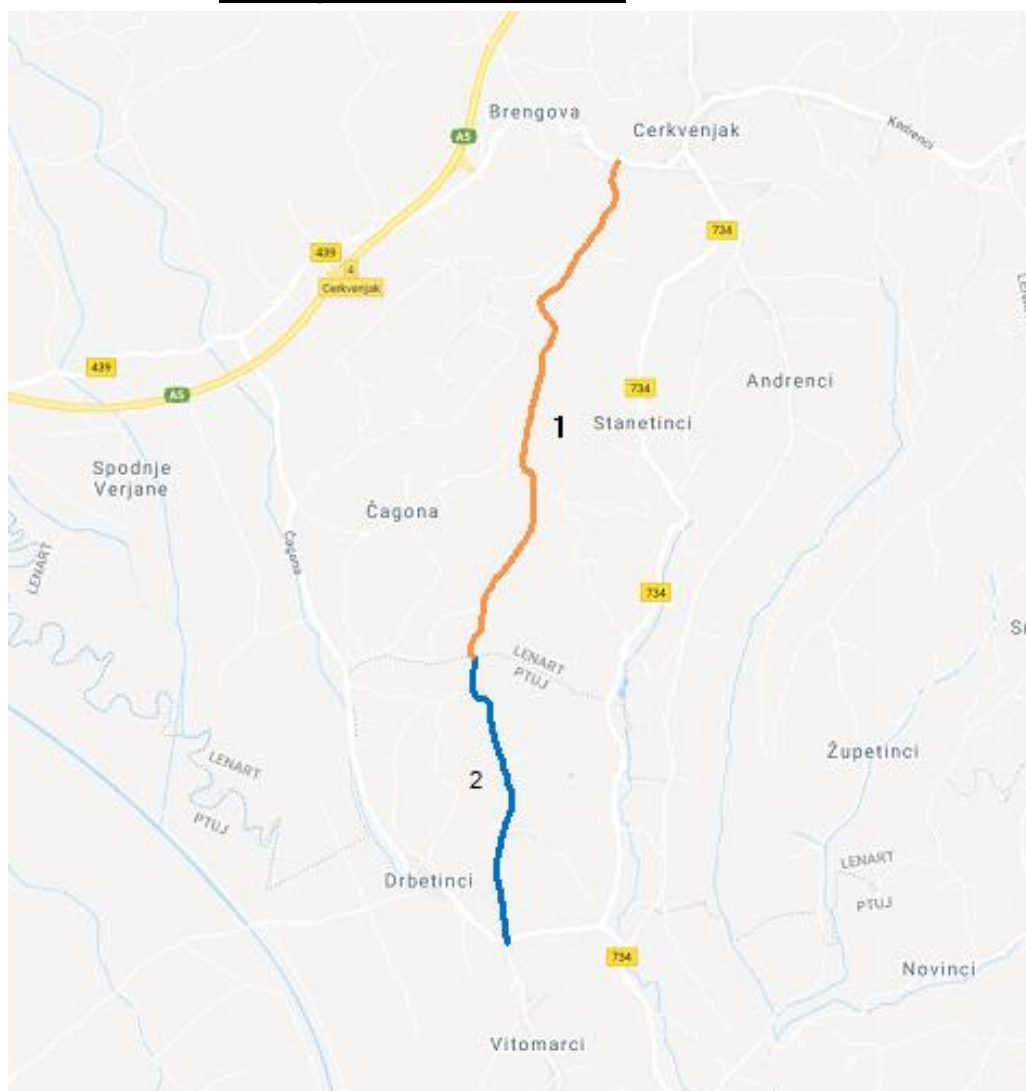 Brengova
Cerkvenjak
Kadrenci
A5
734
439
4
Cerkvenjak
439
A5
734
Andrenci
1
Stanetinci
Spodnje
Verjane
Čagona
Čagona
LENART
734
LENART
PTUJ
Župetinci
2
LENART
PTUJ
LENART
PTUJ
Drbetinci
734
Novinci
Vitomarci